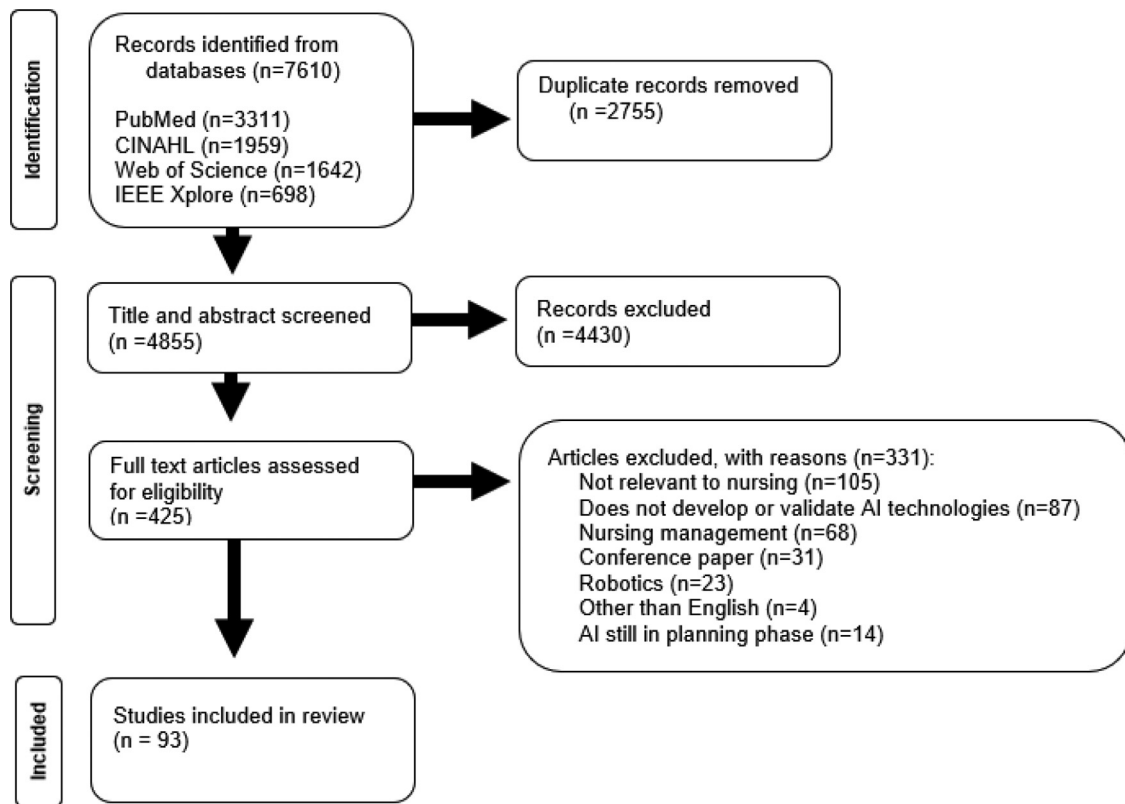 Identification
Records identified from
databases (n=7610)
PubMed (n=3311)
CINAHL (n=1959)
Web of Science (n=1642)
IEEE Xplore (n=698)
Duplicate records removed
(n =2755)
Screening
Title and abstract screened
(n =4855)
Records excluded
(n =4430)
Full text articles assessed
for eligibility
(n =425)
Articles excluded, with reasons (n=331):
Not relevant to nursing (n=105)
Does not develop or validate AI technologies (n=87)
Nursing management (n=68)
Conference paper (n=31)
Robotics (n=23)
Other than English (n=4)
AI still in planning phase (n=14)
Included
Studies included in review
(n = 93)